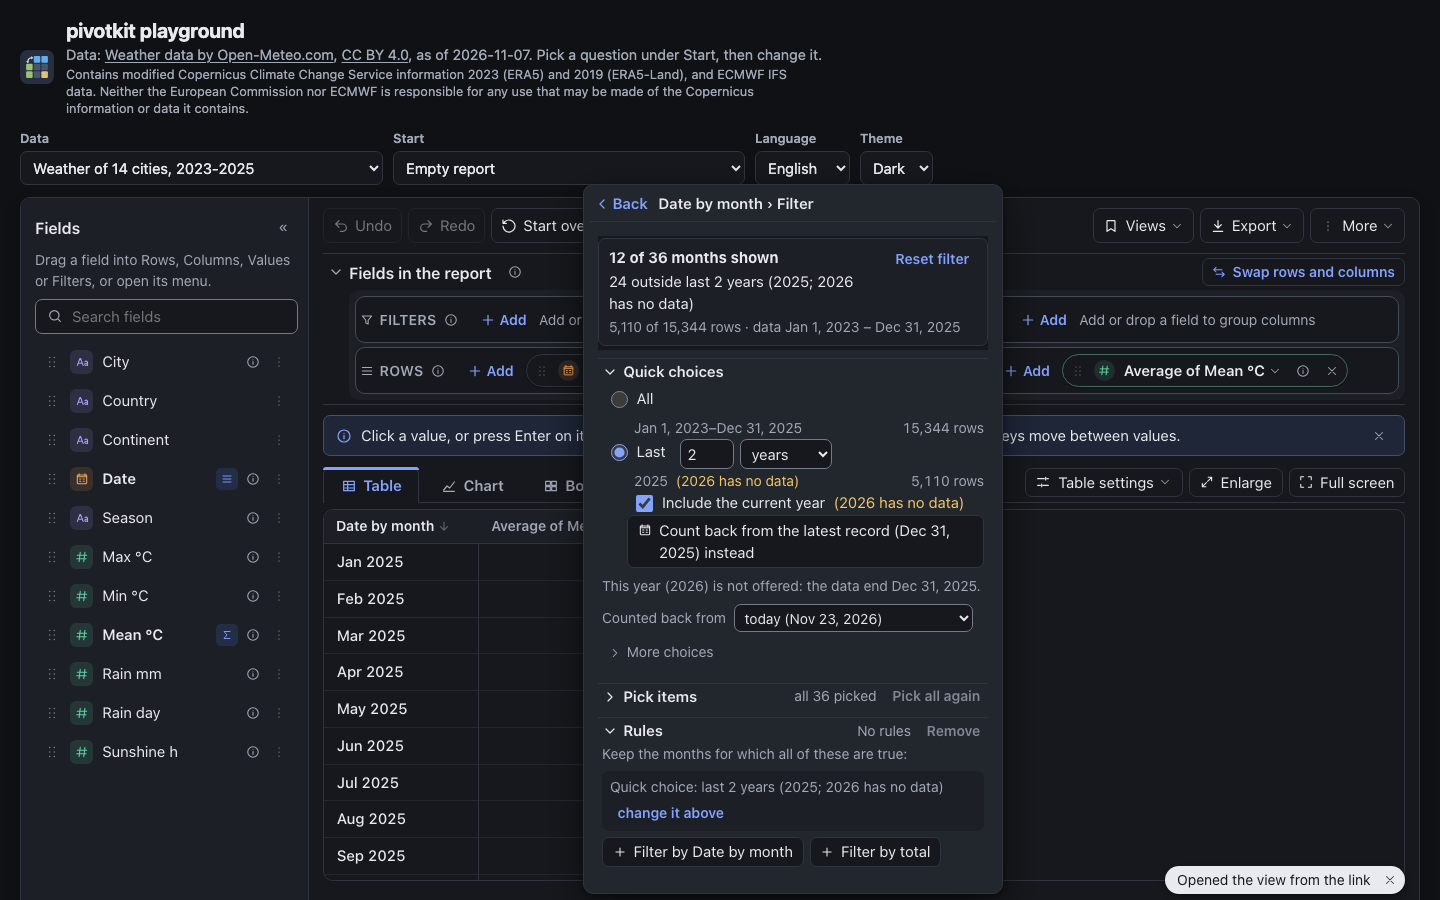 pivotkit playground
Data: Weather data by Open-Meteo.com, CC BY 4.0, as of 2026-11-07. Pick a question under Start, then change it.
Contains modified Copernicus Climate Change Service information 2023 (ERA5) and 2019 (ERA5-Land), and ECMWF IFS
data. Neither the European Commission nor ECMWF is responsible for any use that may be made of the Copernicus
information or data it contains.
Data
Start
Language
Theme
Weather of 14 cities, 2023-2025
Empty report
English
Dark
Fields
«
Drag a field into Rows, Columns, Values
or Filters, or open its menu.
Search fields
Aa City
Aa Country
Aa Continent
Date
Aa Season
# Max °C
# Min °C
# Mean °C Σ
# Rain mm
# Rain day
# Sunshine h
Undo
Redo
Start ove
Views
Export
More
Fields in the report
Swap rows and columns
FILTERS
+ Add
Add or
+ Add
Add or drop a field to group columns
ROWS
+ Add
+ Add
# Average of Mean °C
Click a value, or press Enter on it
eys move between values.
Table
Chart
Bo
Table settings
Enlarge
Full screen
Date by month ↓
Average of Me
Jan 2025
Feb 2025
Mar 2025
Apr 2025
May 2025
Jun 2025
Jul 2025
Aug 2025
Sep 2025
Back
Date by month › Filter
12 of 36 months shown
Reset filter
24 outside last 2 years (2025; 2026
has no data)
5,110 of 15,344 rows · data Jan 1, 2023 – Dec 31, 2025
Quick choices
All
Jan 1, 2023–Dec 31, 2025
15,344 rows
Last
2
years
2025 (2026 has no data)
5,110 rows
Include the current year (2026 has no data)
Count back from the latest record (Dec 31,
2025) instead
This year (2026) is not offered: the data end Dec 31, 2025.
Counted back from
today (Nov 23, 2026)
More choices
Pick items
all 36 picked
Pick all again
Rules
No rules
Remove
Keep the months for which all of these are true:
Quick choice: last 2 years (2025; 2026 has no data)
change it above
+ Filter by Date by month
+ Filter by total
Opened the view from the link